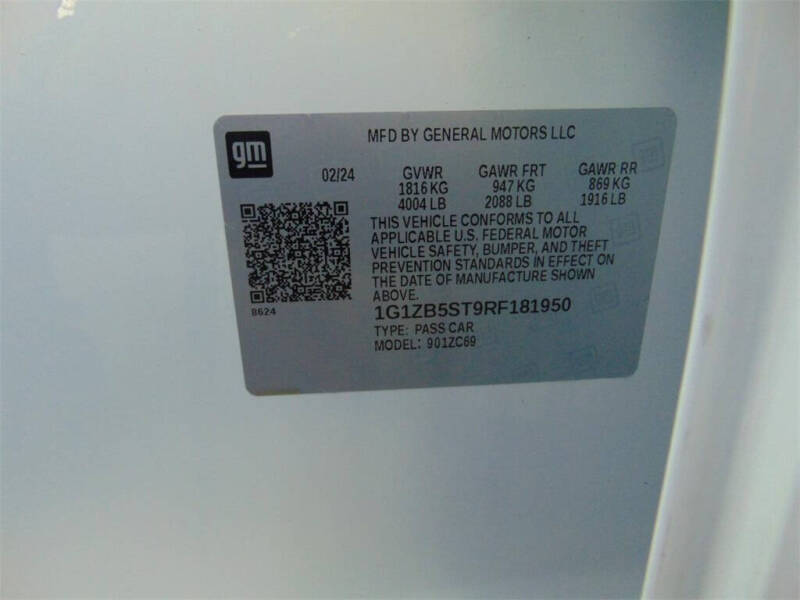 gm
MFD BY GENERAL MOTORS LLC
02/24 GVWR GAWR FRT GAWR RR
1816 KG 947 KG 869 KG
4004 LB 2088 LB 1916 LB
THIS VEHICLE CONFORMS TO ALL
APPLICABLE U.S. FEDERAL MOTOR
VEHICLE SAFETY, BUMPER, AND THEFT
PREVENTION STANDARDS IN EFFECT ON
THE DATE OF MANUFACTURE SHOWN
ABOVE.
8624
1G1ZB5ST9RF181950
TYPE: PASS CAR
MODEL: 901ZC69